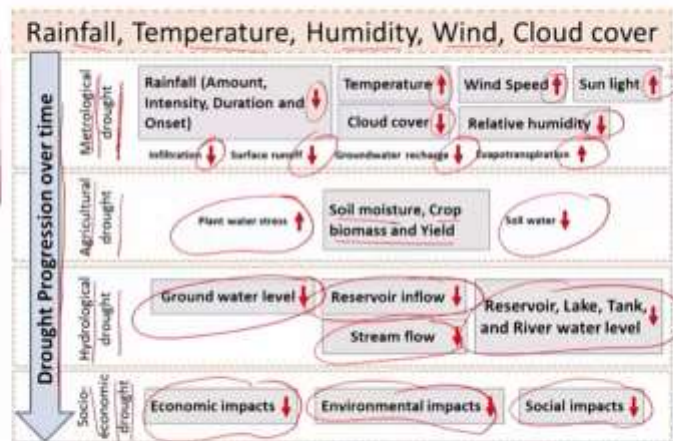 Rainfall, Temperature, Humidity, Wind, Cloud cover
Drought Progression over time
Metrological
drought
Rainfall (Amount,
Intensity, Duration and
Onset)
Temperature
Wind Speed
Sun light
Cloud cover
Relative humidity
Infiltration
Surface runoff
Groundwater recharge
Evapotranspiration
Agricultural
drought
Plant water stress
Soil moisture, Crop
biomass and Yield
Soil water
Hydrological
drought
Ground water level
Reservoir inflow
Stream flow
Reservoir, Lake, Tank,
and River water level
Socio-
economic
drought
Economic impacts
Environmental impacts
Social impacts